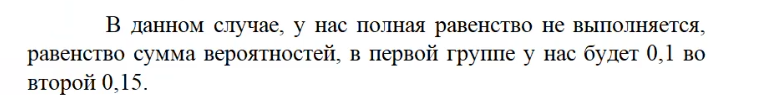 В данном случае, у нас полная равенство не выполняется,
равенство сумма вероятностей, в первой группе у нас будет 0,1 во
второй 0,15.